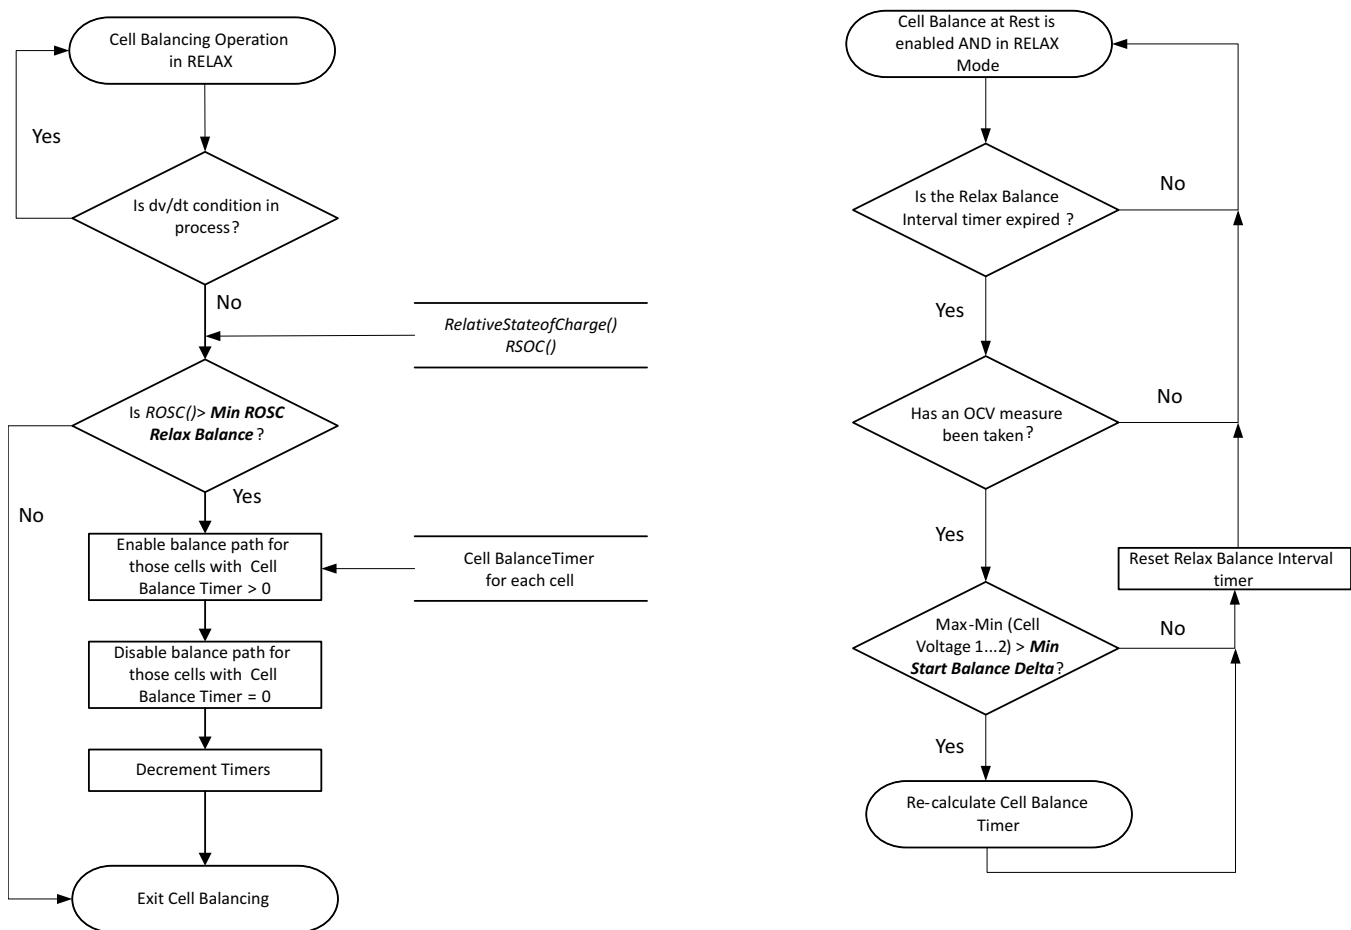 Cell Balancing Operation
in RELAX
Yes
Is dv/dt condition in
process?
No
RelativeStateofCharge()
RSOC()
Is ROSC()> Min ROSC
Relax Balance ?
Yes
No
Enable balance path for
those cells with Cell
Balance Timer > 0
Cell BalanceTimer
for each cell
Disable balance path for
those cells with Cell
Balance Timer = 0
Decrement Timers
Exit Cell Balancing
Cell Balance at Rest is
enabled AND in RELAX
Mode
Is the Relax Balance
Interval timer expired ?
No
Yes
Has an OCV measure
been taken?
No
Yes
Reset Relax Balance Interval
timer
Max-Min (Cell
Voltage 1...2) > Min
Start Balance Delta?
No
Yes
Re-calculate Cell Balance
Timer